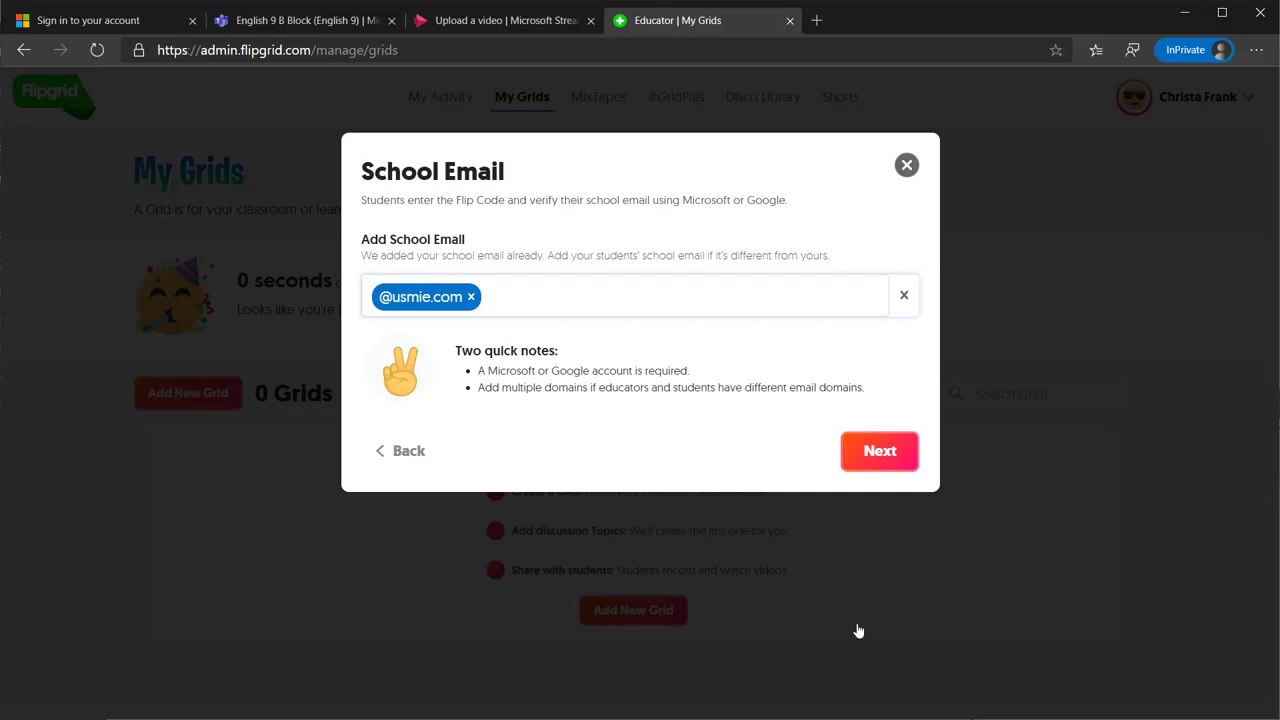 Sign in to your account
English 9 B Block (English 9) | Mi
Upload a video | Microsoft Strea
Educator | My Grids
https://admin.flipgrid.com/manage/grids
InPrivate
Flipgrid
My Activity
My Grids
MixTapes
#GridPals
Disco Library
Shorts
Christa Frank
My Grids
A Grid is for your classroom or lear
0 seconds
Looks like you're
Add New Grid
0 Grids
Search Grids
School Email
Students enter the Flip Code and verify their school email using Microsoft or Google.
Add School Email
We added your school email already. Add your students' school email if it's different from yours.
@usmie.com ×
×
Two quick notes:
• A Microsoft or Google account is required.
• Add multiple domains if educators and students have different email domains.
Back
Next
Add discussion Topics: We'll create the first one for you
Share with students: Students record and watch videos
Add New Grid